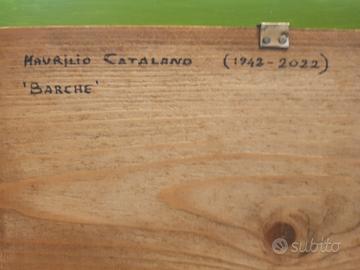 MAURILIO CATALANO (1942-2022)
'BARCHE'
subito